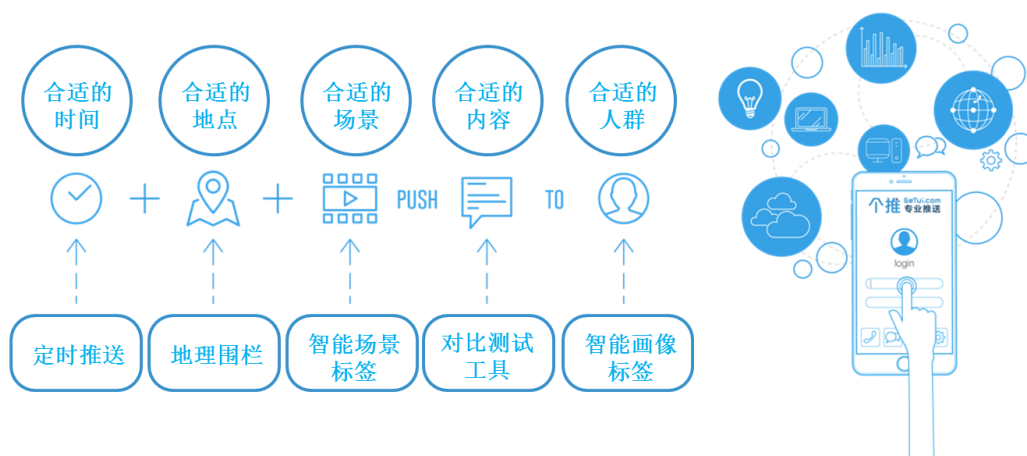 合适的
时间
合适的
地点
合适的
场景
合适的
内容
合适的
人群
PUSH
TO
定时推送
地理围栏
智能场景
标签
对比测试
工具
智能画像
标签
个推
GeTui.com
专业推送
login